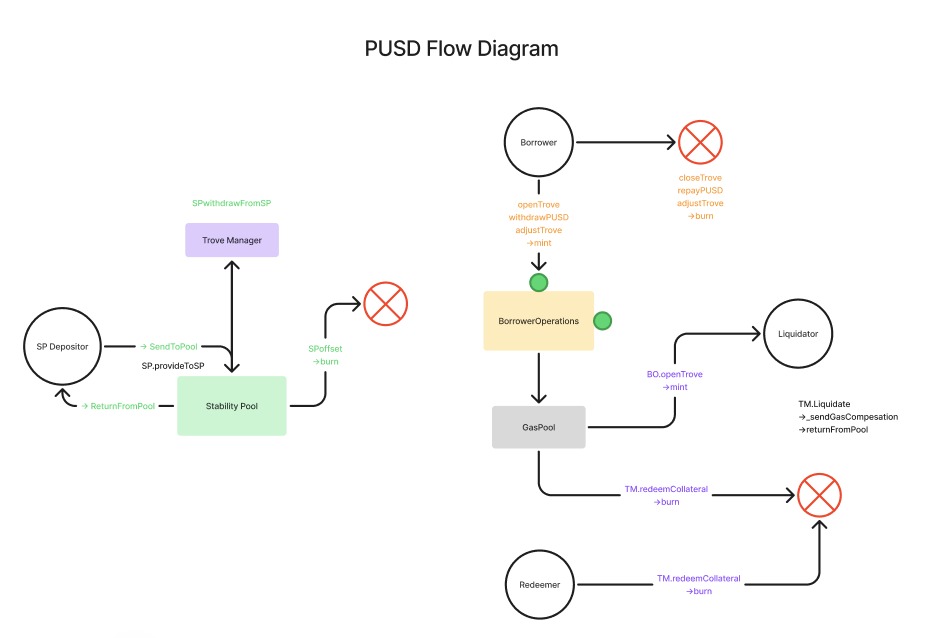 PUSD Flow Diagram
Borrower
closeTrove
repayPUSD
adjustTrove
→burn
openTrove
withdrawPUSD
adjustTrove
→mint
SPwithdrawFromSP
Trove Manager
BorrowerOperations
SP Depositor
→ SendToPool
SP.provideToSP
SPoffset
→burn
Liquidator
BO.openTrove
→mint
→ ReturnFromPool
Stability Pool
GasPool
TM.Liquidate
→_sendGasCompesation
→returnFromPool
TM.redeemCollateral
→burn
Redeemer
TM.redeemCollateral
→burn